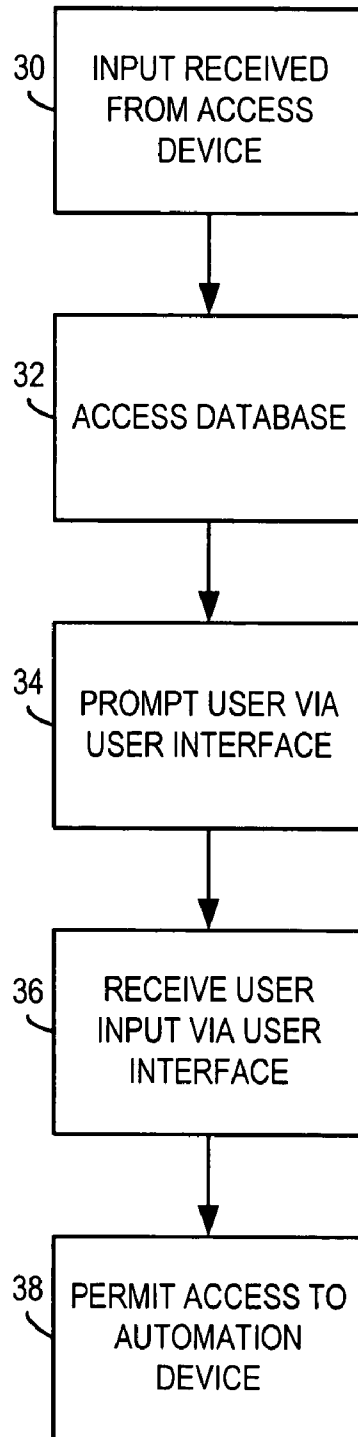 30
INPUT RECEIVED
FROM ACCESS
DEVICE
32
ACCESS DATABASE
34
PROMPT USER VIA
USER INTERFACE
36
RECEIVE USER
INPUT VIA USER
INTERFACE
38
PERMIT ACCESS TO
AUTOMATION
DEVICE